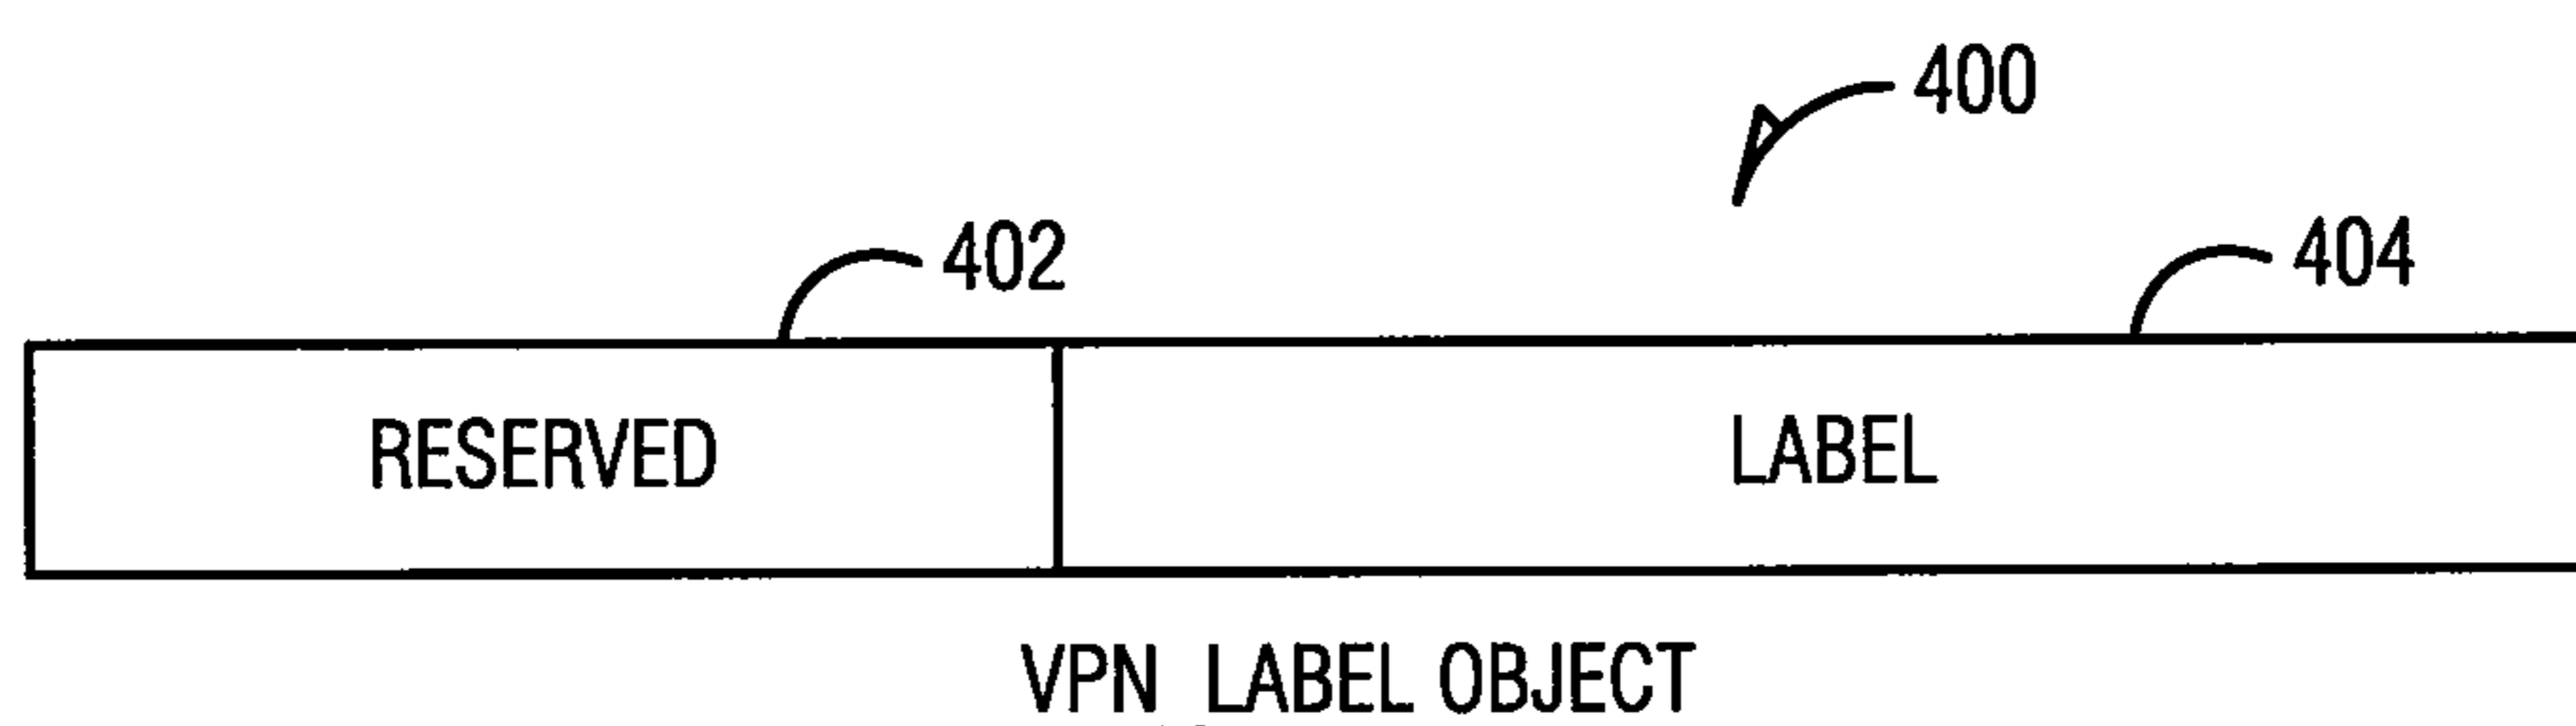 400
402
404
RESERVED
LABEL
VPN LABEL OBJECT